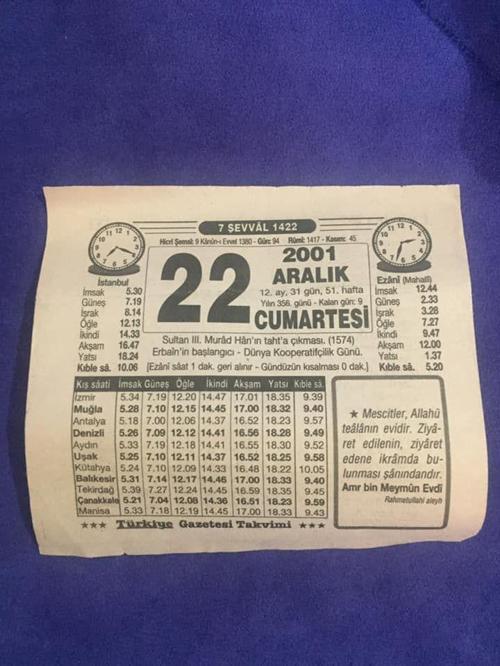 7 ŞEVVÂL 1422
Hicrî Şemsî: 9 Kânûn-ı Evvel 1380 - Gün: 94 Rûmî: 1417 - Kasım: 45
22
2001
ARALIK
12. ay, 31 gün, 51. hafta
Yılın 356. günü - Kalan gün: 9
CUMARTESİ
Sultan III. Murâd Hân'ın taht'a çıkması. (1574)
Erbaîn'in başlangıcı - Dünya Kooperatifçilik Günü.
[Ezânî sâat 1 dak. geri alınır - Gündüzün kısalması 0 dak.]
İstanbul
İmsak 5.30
Güneş 7.19
İsrak 8.14
Öğle 12.13
İkindi 14.33
Akşam 16.47
Yatsı 18.24
Kıble sâ. 10.06
Ezânî (Mahallî)
İmsak 12.44
Güneş 2.33
İsrak 3.28
Öğle 7.27
İkindi 9.47
Akşam 12.00
Yatsı 1.37
Kıble sâ. 5.20
Kış sâati İmsak Güneş Öğle İkindi Akşam Yatsı Kıble sâ.
İzmir 5.34 7.19 12.20 14.47 17.01 18.35 9.39
Muğla 5.28 7.10 12.15 14.45 17.00 18.32 9.40
Antalya 5.18 7.00 12.06 14.37 16.52 18.23 9.57
Denizli 5.26 7.09 12.12 14.41 16.56 18.28 9.49
Aydın 5.33 7.19 12.18 14.41 16.55 18.30 9.52
Uşak 5.25 7.10 12.11 14.37 16.52 18.25 9.58
Kütahya 5.24 7.10 12.09 14.33 16.48 18.22 10.05
Balıkesir 5.31 7.14 12.17 14.46 17.00 18.33 9.40
Tekirdağ 5.39 7.27 12.24 14.45 16.59 18.35 9.45
Çanakkale 5.21 7.04 12.08 14.36 16.51 18.23 9.59
Manisa 5.33 7.18 12.19 14.45 17.00 18.33 9.43
★★★ Türkiye Gazetesi Takvimi ★★★
★ Mescitler, Allahü
teâlânın evidir. Ziyâ-
ret edilenin, ziyâret
edene ikrâmda bu-
lunması şânındandır.
Amr bin Meymûn Evdî
Rahmetullahi aleyh